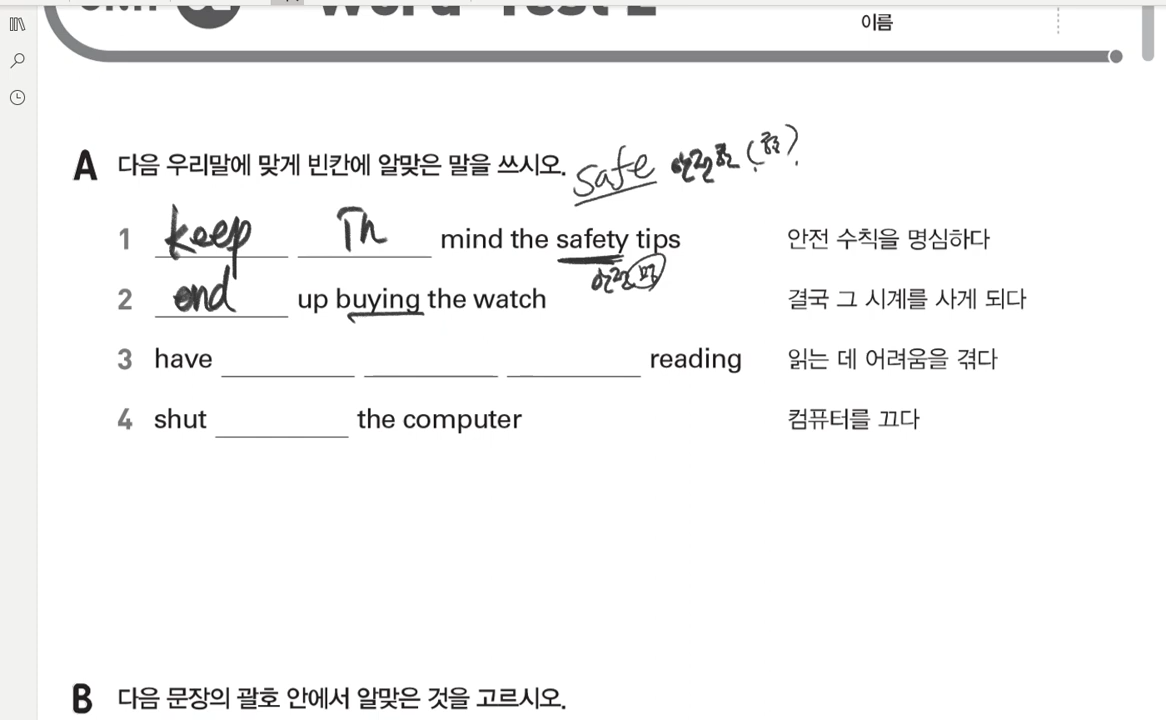 Word Test 2
이름
A 다음 우리말에 맞게 빈칸에 알맞은 말을 쓰시오. safe
1 keep In mind the safety tips 안전 수칙을 명심하다
2 end up buying the watch 결국 그 시계를 사게 되다
3 have reading 읽는 데 어려움을 겪다
4 shut the computer 컴퓨터를 끄다
B 다음 문장의 괄호 안에서 알맞은 것을 고르시오.